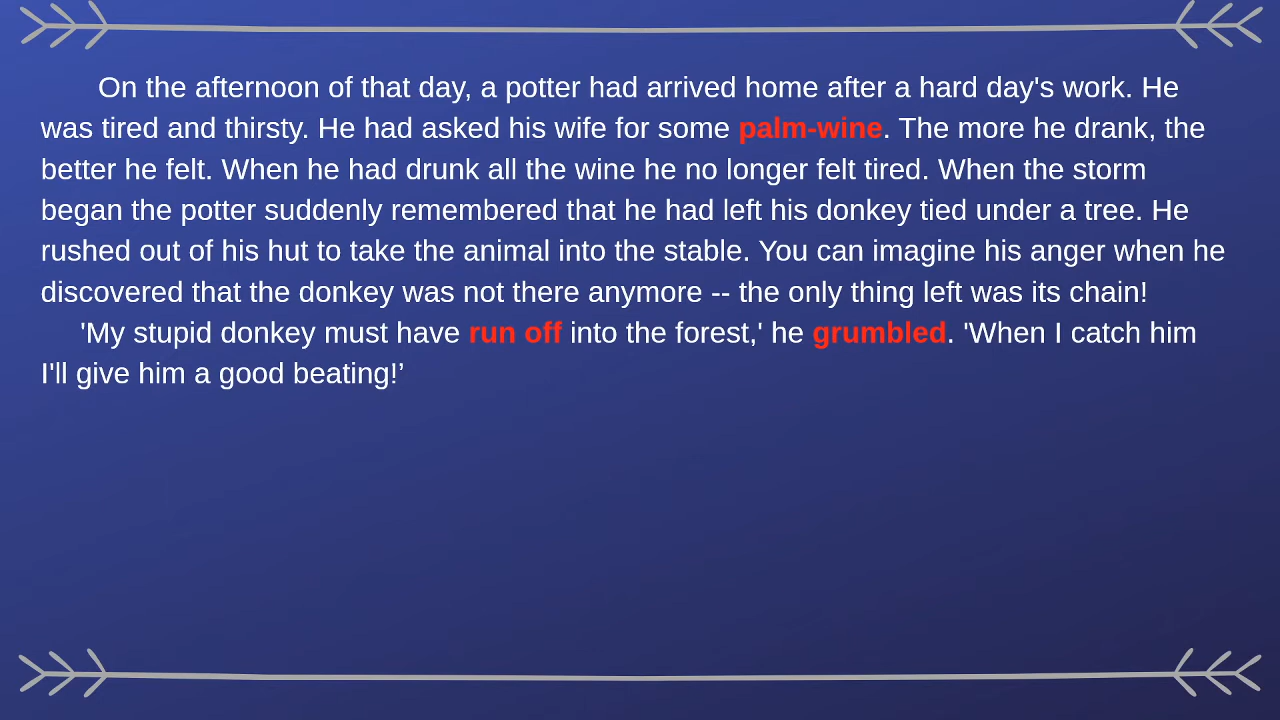 On the afternoon of that day, a potter had arrived home after a hard day's work. He
was tired and thirsty. He had asked his wife for some palm-wine. The more he drank, the
better he felt. When he had drunk all the wine he no longer felt tired. When the storm
began the potter suddenly remembered that he had left his donkey tied under a tree. He
rushed out of his hut to take the animal into the stable. You can imagine his anger when he
discovered that the donkey was not there anymore -- the only thing left was its chain!
'My stupid donkey must have run off into the forest,' he grumbled. 'When I catch him
I'll give him a good beating!’